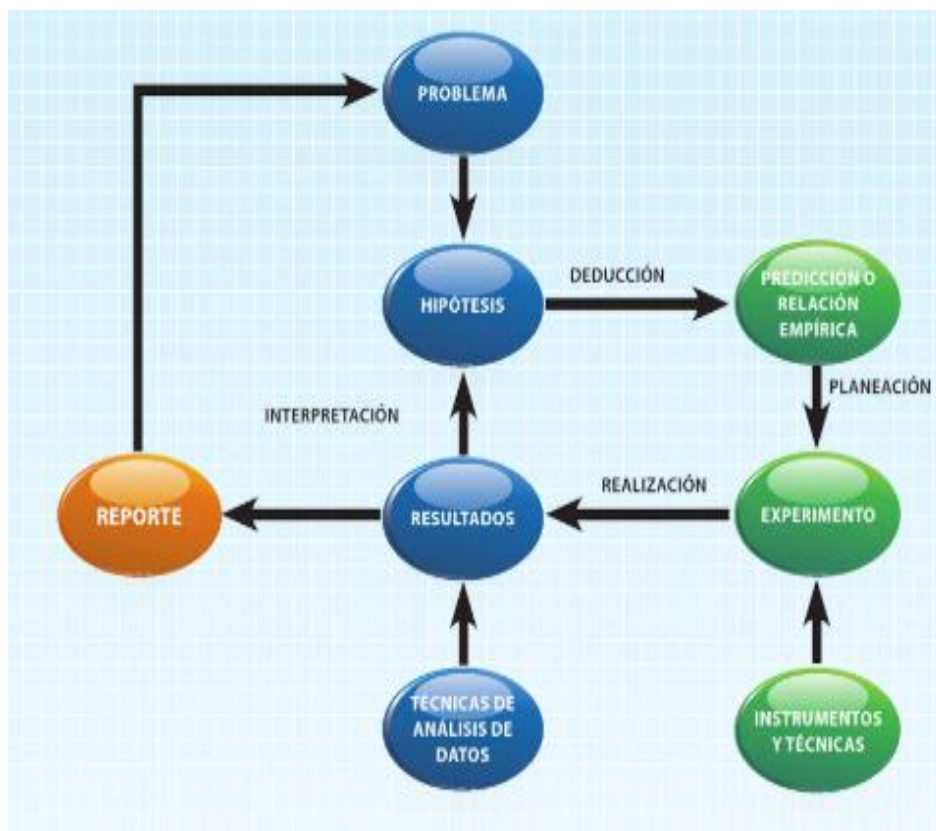 PROBLEMA
HIPÓTESIS
DEDUCCIÓN
PREDICCIÓN O
RELACIÓN
EMPÍRICA
PLANEACIÓN
INTERPRETACIÓN
REPORTE
RESULTADOS
REALIZACIÓN
EXPERIMENTO
TÉCNICAS DE
ANÁLISIS DE
DATOS
INSTRUMENTOS
Y TÉCNICAS